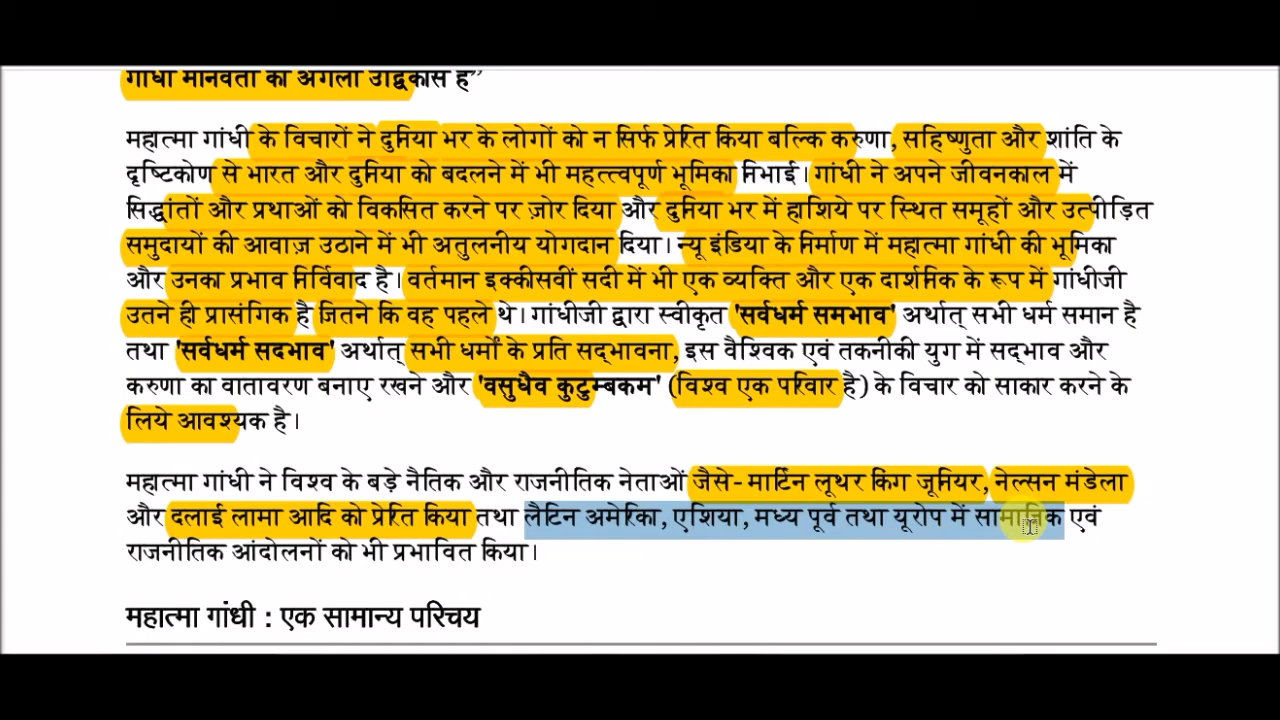 गांधी मानवता का अगला उद्विकास है”
महात्मा गांधी के विचारों ने दुनिया भर के लोगों को न सिर्फ प्रेरित किया बल्कि करुणा, सहिष्णुता और शांति के
दृष्टिकोण से भारत और दुनिया को बदलने में भी महत्त्वपूर्ण भूमिका निभाई। गांधी ने अपने जीवनकाल में
सिद्धांतों और प्रथाओं को विकसित करने पर ज़ोर दिया और दुनिया भर में हाशिये पर स्थित समूहों और उत्पीड़ित
समुदायों की आवाज़ उठाने में भी अतुलनीय योगदान दिया। न्यू इंडिया के निर्माण में महात्मा गांधी की भूमिका
और उनका प्रभाव निर्विवाद है। वर्तमान इक्कीसवीं सदी में भी एक व्यक्ति और एक दार्शनिक के रूप में गांधीजी
उतने ही प्रासंगिक है जितने कि वह पहले थे। गांधीजी द्वारा स्वीकृत 'सर्वधर्म समभाव' अर्थात् सभी धर्म समान है
तथा 'सर्वधर्म सदभाव' अर्थात् सभी धर्मों के प्रति सद्भावना, इस वैश्विक एवं तकनीकी युग में सद्भाव और
करुणा का वातावरण बनाए रखने और 'वसुधैव कुटुम्बकम' (विश्व एक परिवार है) के विचार को साकार करने के
लिये आवश्यक है।
महात्मा गांधी ने विश्व के बड़े नैतिक और राजनीतिक नेताओं जैसे- मार्टिन लूथर किंग जूनियर, नेल्सन मंडेला
और दलाई लामा आदि को प्रेरित किया तथा लैटिन अमेरिका, एशिया, मध्य पूर्व तथा यूरोप में सामाजिक एवं
राजनीतिक आंदोलनों को भी प्रभावित किया।
महात्मा गांधी : एक सामान्य परिचय